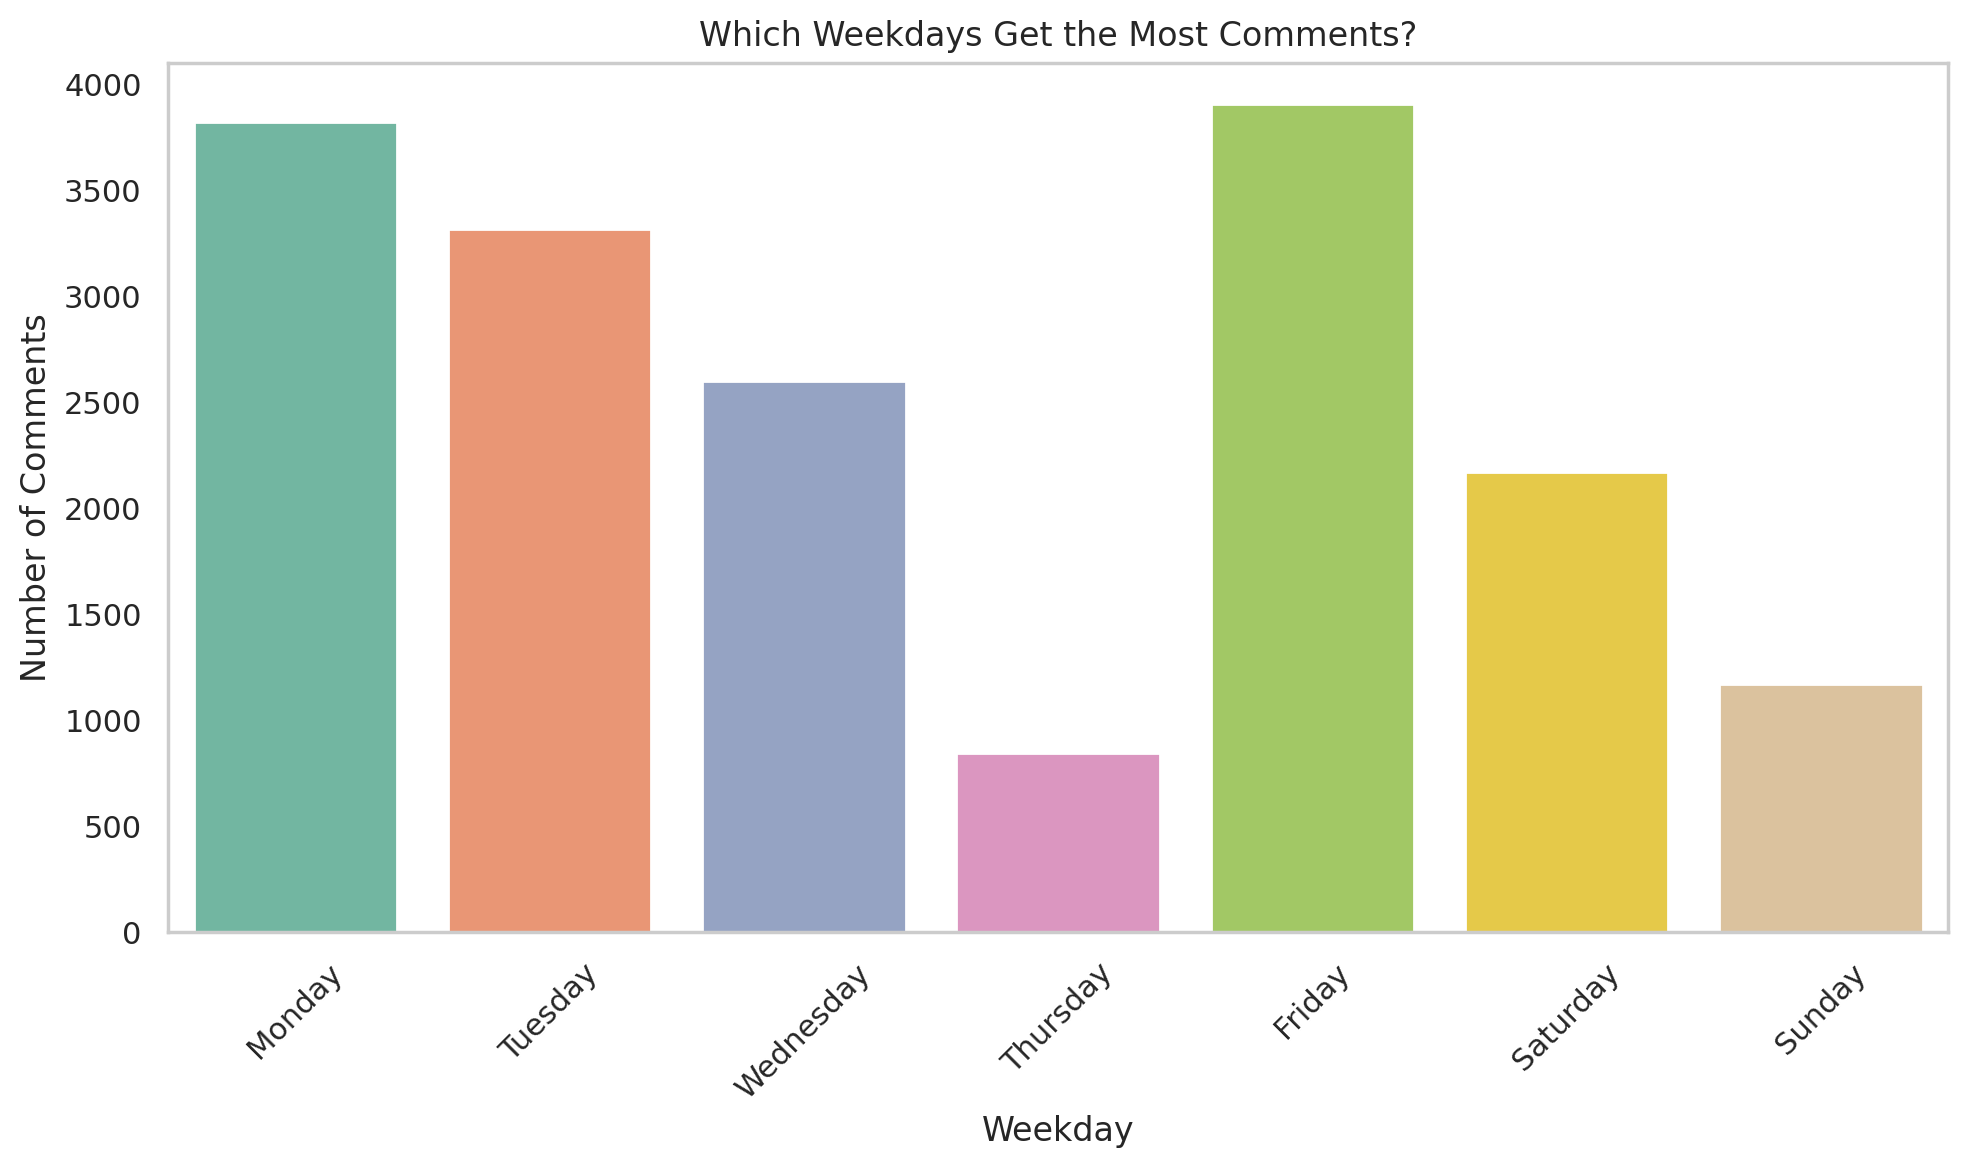 Which Weekdays Get the Most Comments?
Number of Comments
4000
3500
3000
2500
2000
1500
1000
500
0
Monday
Tuesday
Wednesday
Thursday
Friday
Saturday
Sunday
Weekday